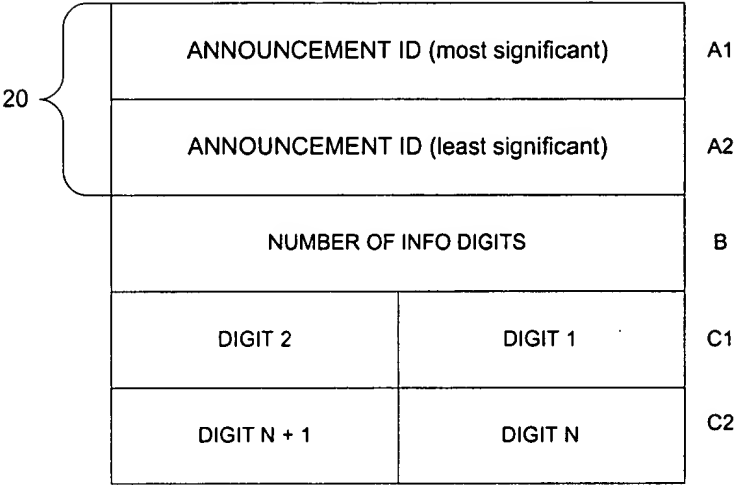 ANNOUNCEMENT ID (most significant) A1
20
ANNOUNCEMENT ID (least significant) A2
NUMBER OF INFO DIGITS B
DIGIT 2 DIGIT 1 C1
DIGIT N + 1 DIGIT N C2